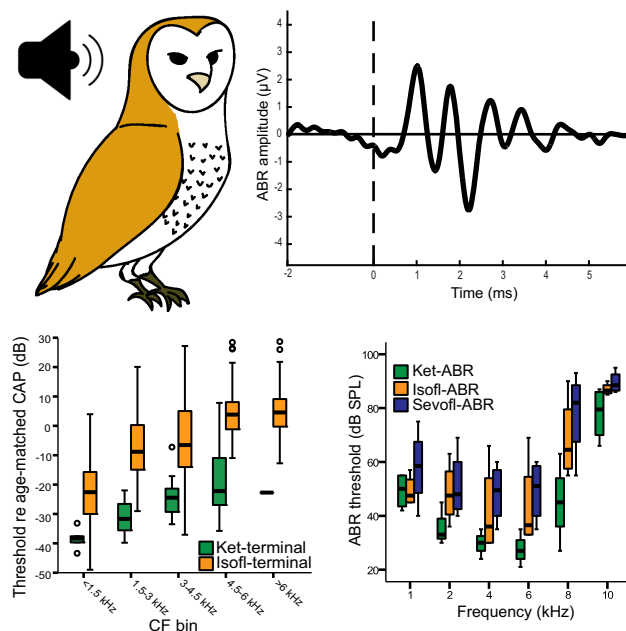 4
3
2
1
0
-1
-2
-3
-4
ABR amplitude (µV)
-2
0
1
2
3
4
5
Time (ms)
30
20
10
0
-10
-20
-30
-40
-50
Threshold re age-matched CAP (dB)
Ket-terminal
Isofl-terminal
<1.5 kHz
1.5-3 kHz
3-4.5 kHz
4.5-6 kHz
>6 kHz
CF bin
100
80
60
40
20
ABR threshold (dB SPL)
Ket-ABR
Isofl-ABR
Sevofl-ABR
1
2
4
6
8
10
Frequency (kHz)